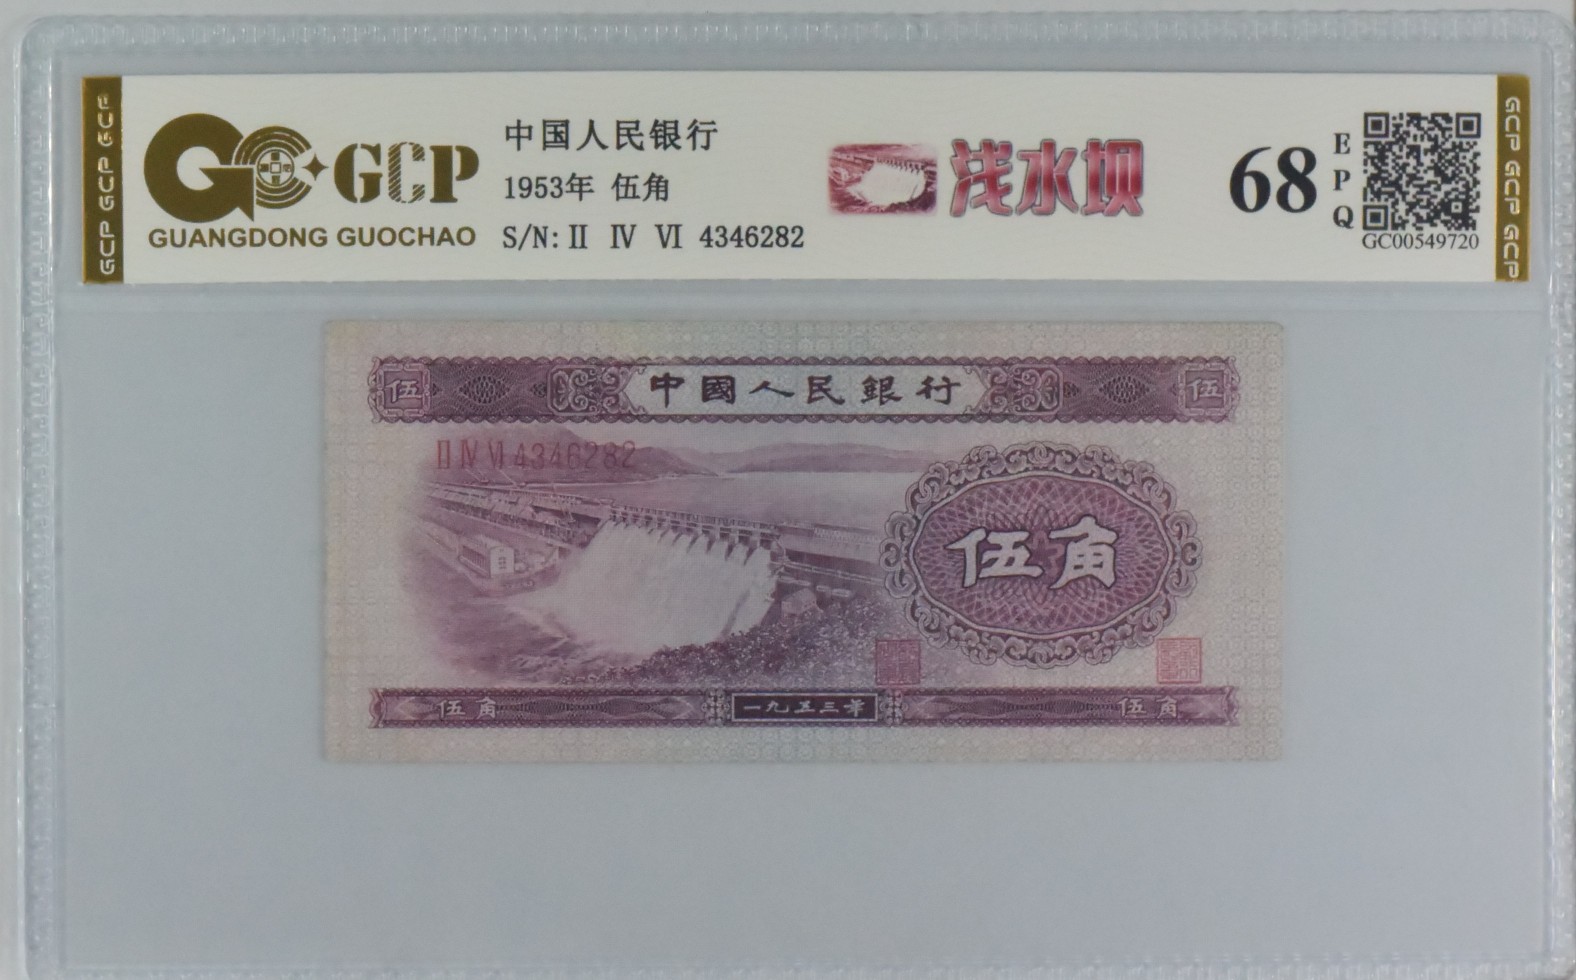 GCP GCP GCP
GCP
GUANGDONG GUOCHAO
中国人民银行
1953年 伍角
S/N: II IV VI 4346282
浅水坝
68
EPQ
GC00549720
GCP GCP GCP
伍 中國人民銀行 伍
II IV VI 4346282
伍角
伍角 一九五三年 伍角